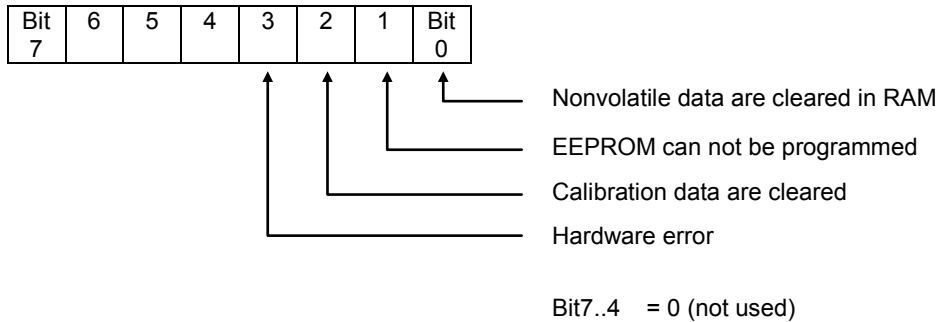 Bit 6 5 4 3 2 1 Bit
7 0
Nonvolatile data are cleared in RAM
EEPROM can not be programmed
Calibration data are cleared
Hardware error
Bit7..4 = 0 (not used)